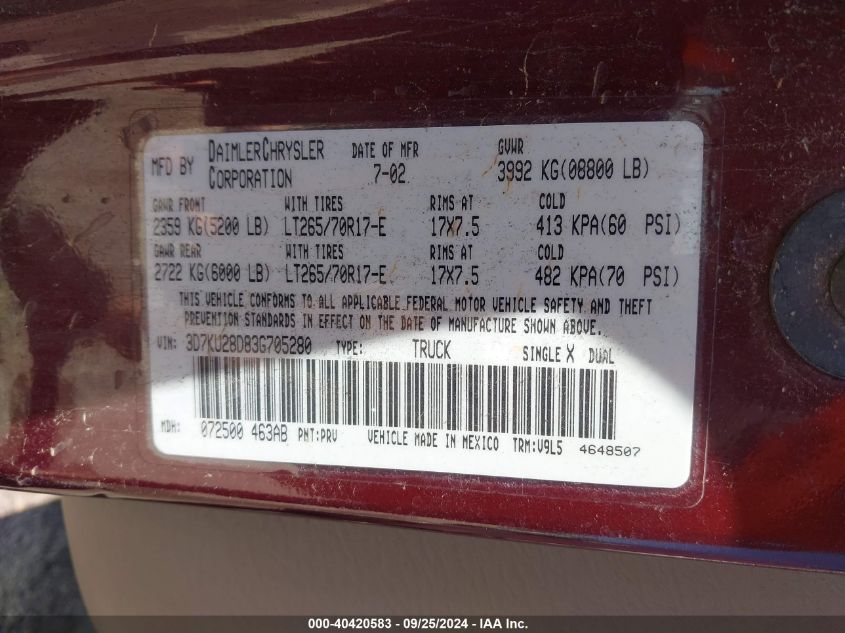 MFD BY DAIMLERCHRYSLER CORPORATION
DATE OF MFR 7-02
GVWR 3992 KG(08800 LB)
GAWR FRONT WITH TIRES RIMS AT COLD
2359 KG(5200 LB) LT265/70R17-E 17X7.5 413 KPA(60 PSI)
GAWR REAR WITH TIRES RIMS AT COLD
2722 KG(6000 LB) LT265/70R17-E 17X7.5 482 KPA(70 PSI)
THIS VEHICLE CONFORMS TO ALL APPLICABLE FEDERAL MOTOR VEHICLE SAFETY AND THEFT
PREVENTION STANDARDS IN EFFECT ON THE DATE OF MANUFACTURE SHOWN ABOVE.
VIN: 3D7KU28D83G705280 TYPE: TRUCK SINGLE X DUAL
MDH: 072500 463AB PNT:PRV VEHICLE MADE IN MEXICO TRM:V9L5 4648507
000-40420583 - 09/25/2024 - IAA Inc.